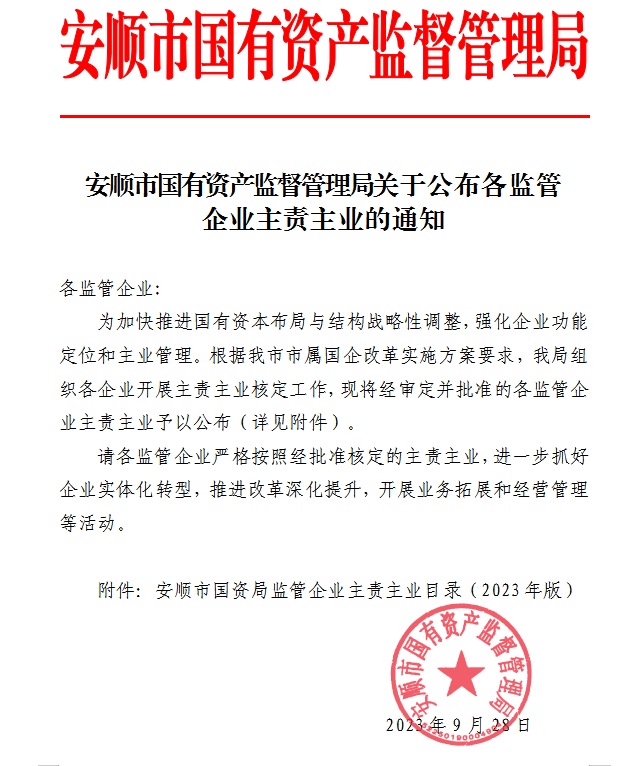 安顺市国有资产监督管理局
安顺市国有资产监督管理局关于公布各监管
企业主责主业的通知
各监管企业:
为加快推进国有资本布局与结构战略性调整,强化企业功能
定位和主业管理。根据我市市属国企改革实施方案要求,我局组
织各企业开展主责主业核定工作,现将经审定并批准的各监管企
业主责主业予以公布(详见附件)。
请各监管企业严格按照经批准核定的主责主业,进一步抓好
企业实体化转型,推进改革深化提升,开展业务拓展和经营管理
等活动。
附件: 安顺市国资局监管企业主责主业目录(2023年版)
安顺市国有资产监督管理局
2023年9月28日